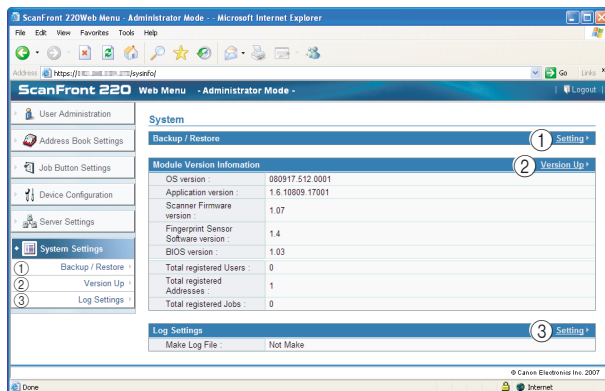 ScanFront 220Web Menu - Administrator Mode - - Microsoft Internet Explorer
File Edit View Favorites Tools Help
Address https:// /sysinfo/ Go Links
ScanFront 220 Web Menu - Administrator Mode - Logout
User Administration
Address Book Settings
Job Button Settings
Device Configuration
Server Settings
System Settings
① Backup / Restore
② Version Up
③ Log Settings
System
Backup / Restore ① Setting
Module Version Infomation ② Version Up
OS version : 080917.512.0001
Application version : 1.6.10809.17001
Scanner Firmware
version : 1.07
Fingerprint Sensor
Software version : 1.4
BIOS version : 1.03
Total registered Users : 0
Total registered
Addresses : 1
Total registered Jobs : 0
Log Settings ③ Setting
Make Log File : Not Make
© Canon Electronics Inc. 2007
Done Internet